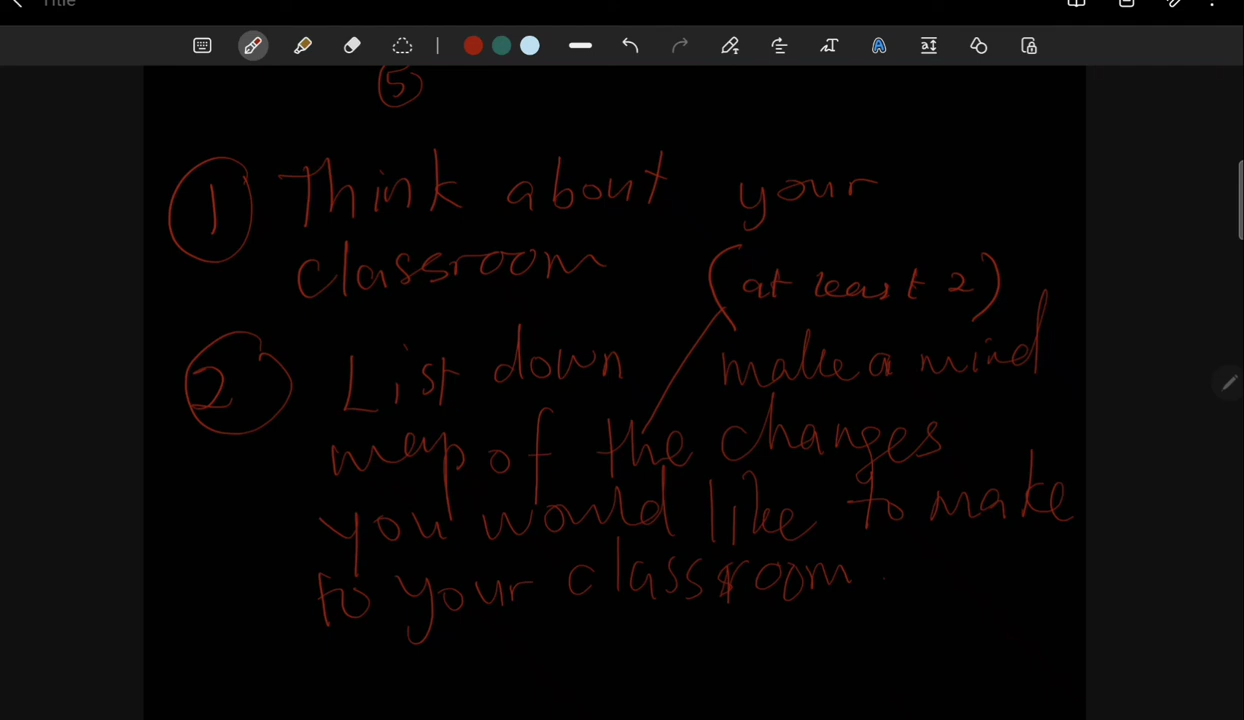 Title
5
1 Think about your
classroom
(at least 2)
2 List down make a mind
map of the changes
you would like to make
to your classroom.